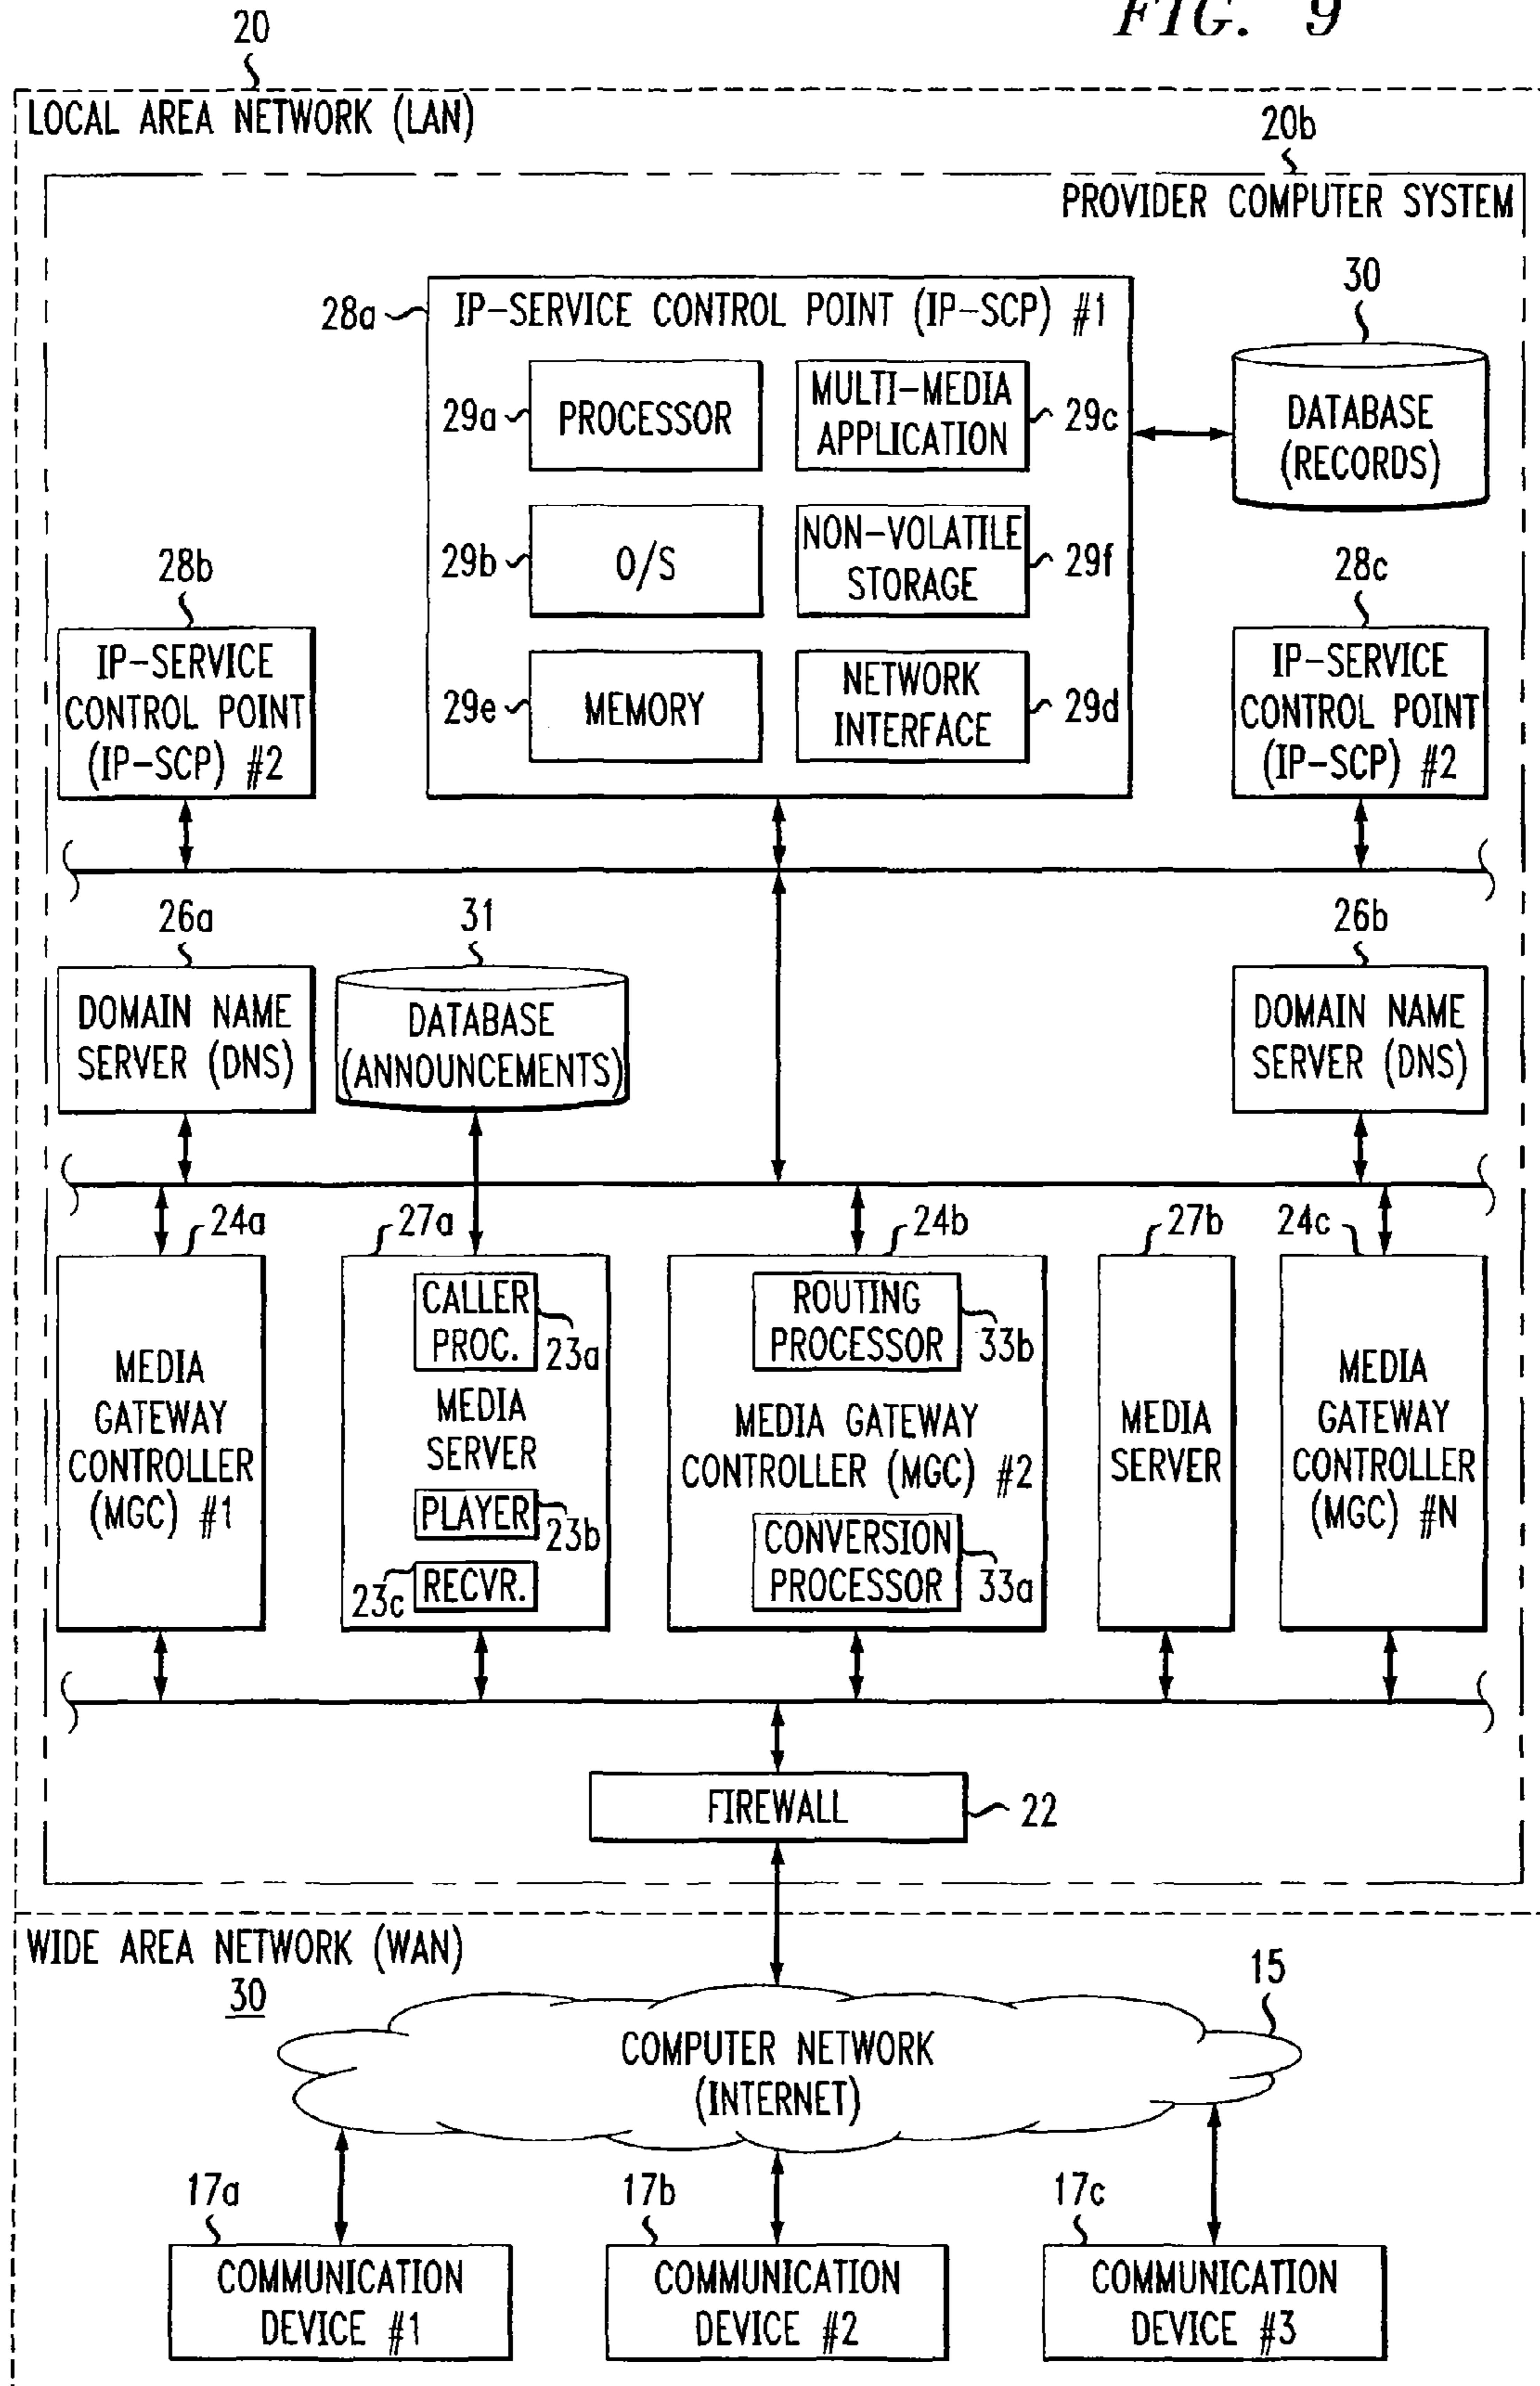 FIG. 9
20
LOCAL AREA NETWORK (LAN)
20b
PROVIDER COMPUTER SYSTEM
28a
IP-SERVICE CONTROL POINT (IP-SCP) #1
30
29a
PROCESSOR
MULTI-MEDIA
APPLICATION
29c
DATABASE
(RECORDS)
29b
O/S
NON-VOLATILE
STORAGE
29f
28b
28c
IP-SERVICE
CONTROL POINT
(IP-SCP) #2
29e
MEMORY
NETWORK
INTERFACE
29d
IP-SERVICE
CONTROL POINT
(IP-SCP) #2
26a
31
26b
DOMAIN NAME
SERVER (DNS)
DATABASE
(ANNOUNCEMENTS)
DOMAIN NAME
SERVER (DNS)
24a
27a
24b
27b
24c
MEDIA
GATEWAY
CONTROLLER
(MGC) #1
CALLER
PROC.
23a
MEDIA
SERVER
PLAYER
23b
23c
RECVR.
ROUTING
PROCESSOR
33b
MEDIA GATEWAY
CONTROLLER (MGC) #2
CONVERSION
PROCESSOR
33a
MEDIA
SERVER
MEDIA
GATEWAY
CONTROLLER
(MGC) #N
FIREWALL
22
WIDE AREA NETWORK (WAN)
30
15
COMPUTER NETWORK
(INTERNET)
17a
17b
17c
COMMUNICATION
DEVICE #1
COMMUNICATION
DEVICE #2
COMMUNICATION
DEVICE #3